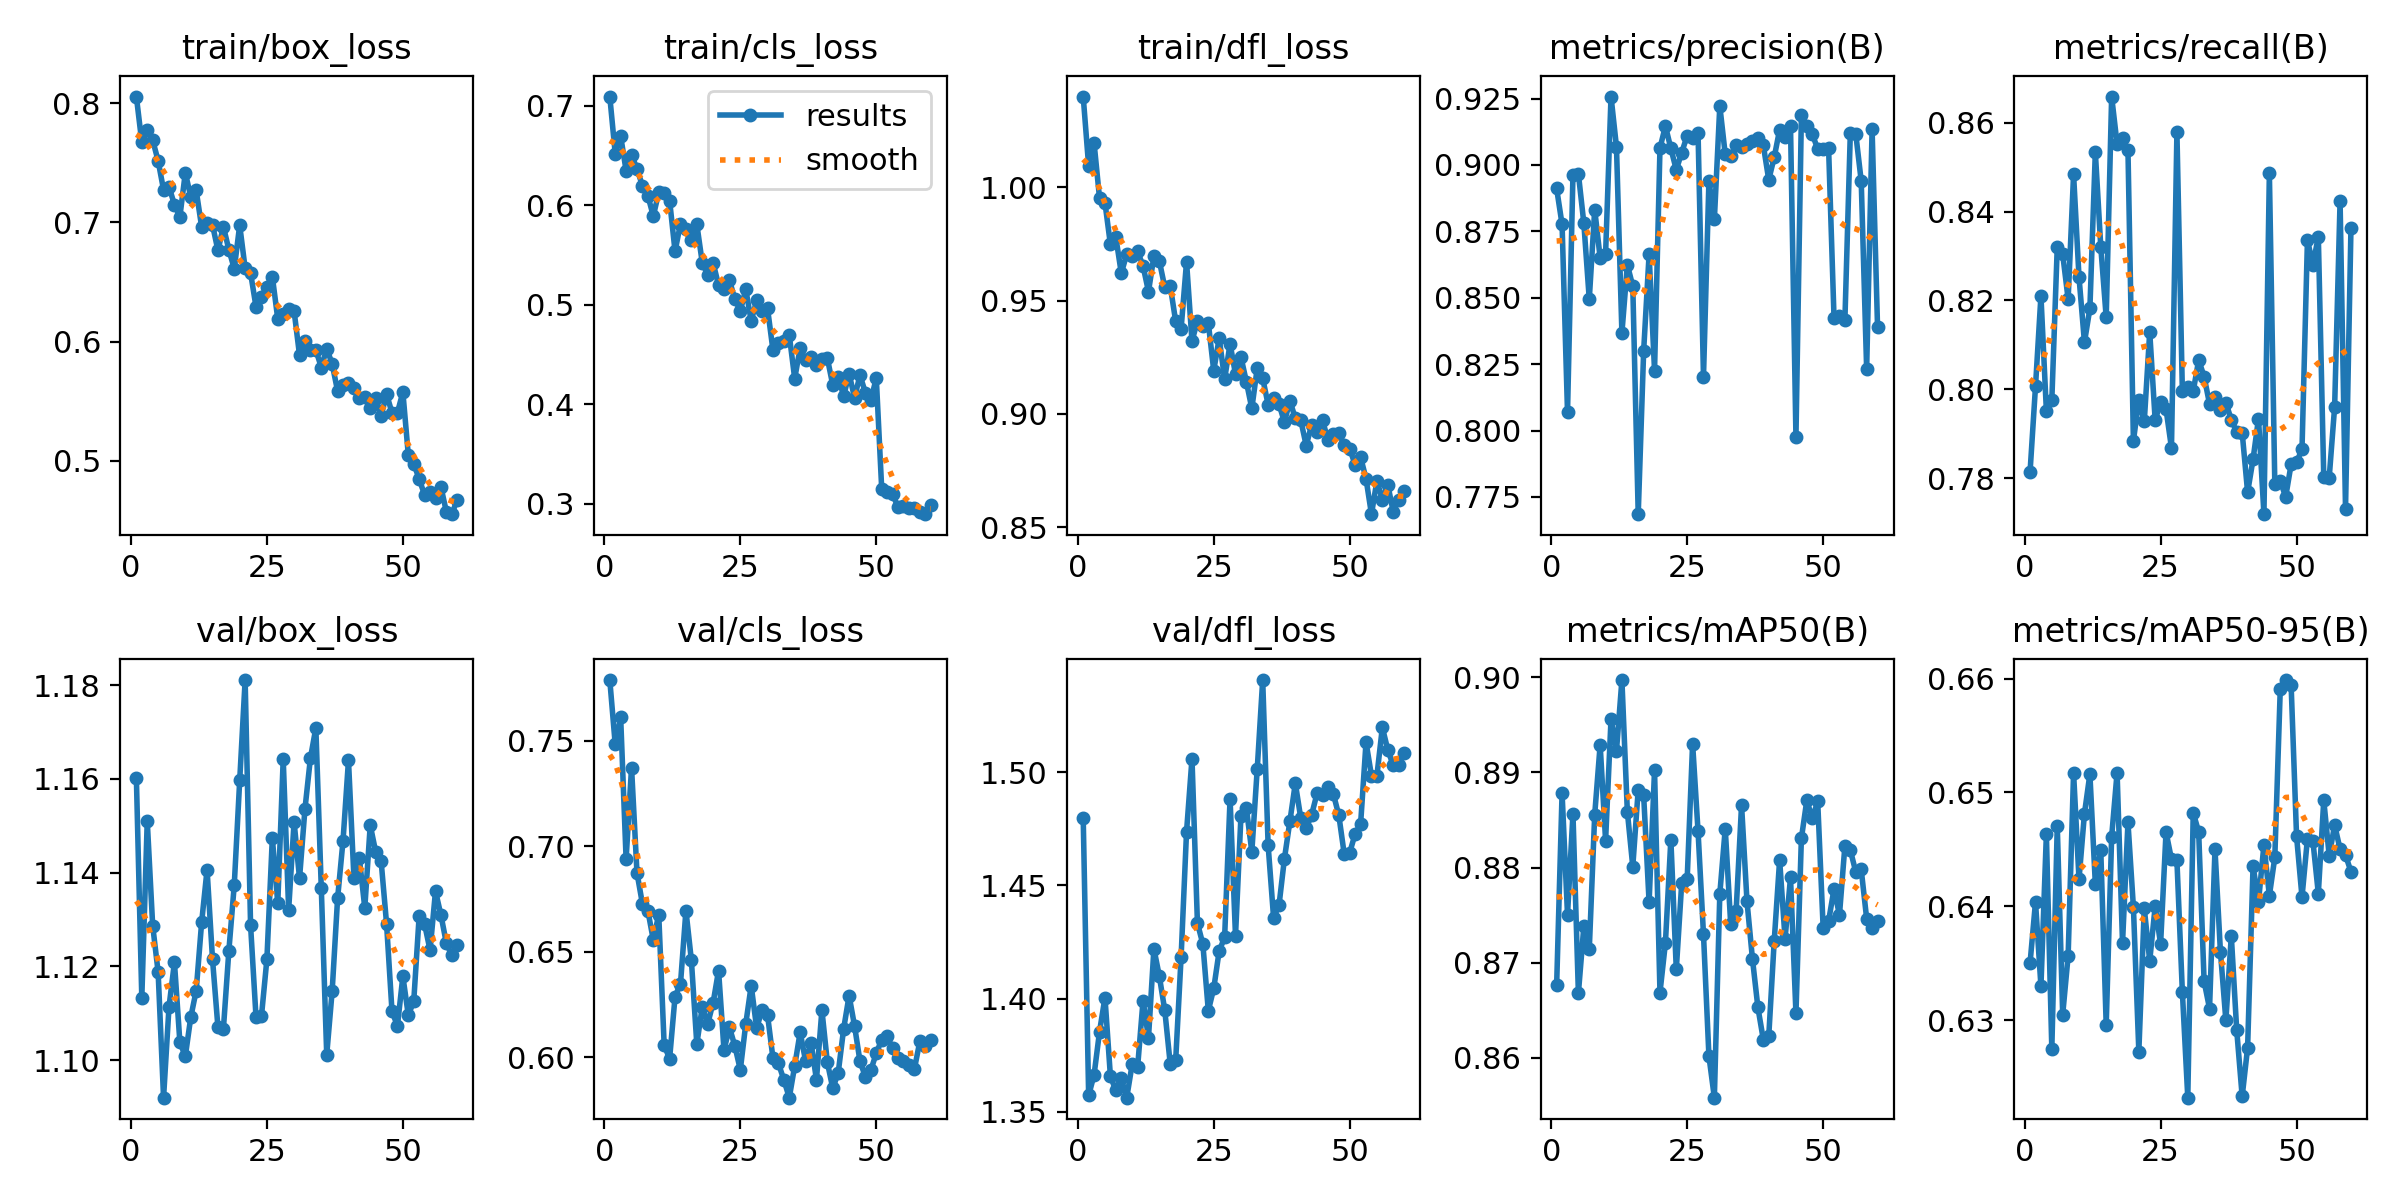 train/box_loss
0.8
0.7
0.6
0.5
0 25 50
train/cls_loss
results
smooth
0.7
0.6
0.5
0.4
0.3
0 25 50
train/dfl_loss
1.00
0.95
0.90
0.85
0 25 50
metrics/precision(B)
0.925
0.900
0.875
0.850
0.825
0.800
0.775
0 25 50
metrics/recall(B)
0.86
0.84
0.82
0.80
0.78
0 25 50
val/box_loss
1.18
1.16
1.14
1.12
1.10
0 25 50
val/cls_loss
0.75
0.70
0.65
0.60
0 25 50
val/dfl_loss
1.50
1.45
1.40
1.35
0 25 50
metrics/mAP50(B)
0.90
0.89
0.88
0.87
0.86
0 25 50
metrics/mAP50-95(B)
0.66
0.65
0.64
0.63
0 25 50